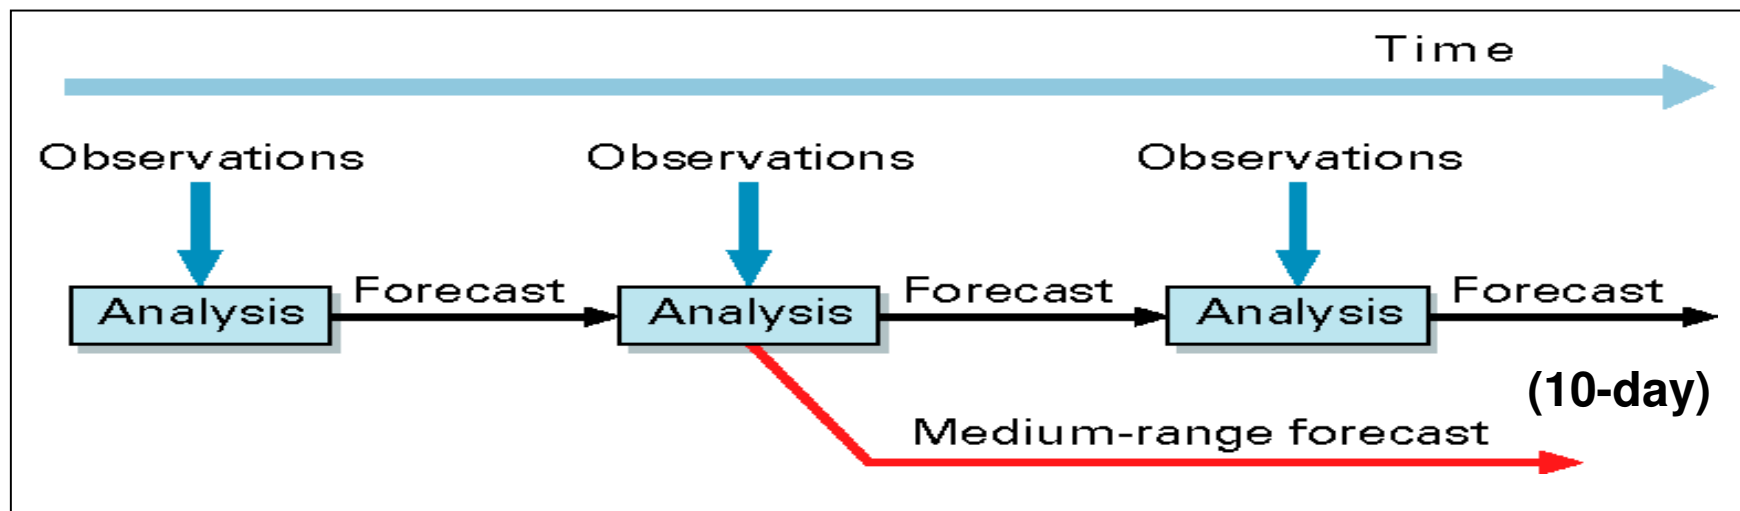 Time
Observations Observations Observations
Forecast Forecast Forecast
Analysis Analysis Analysis
(10-day)
Medium-range forecast